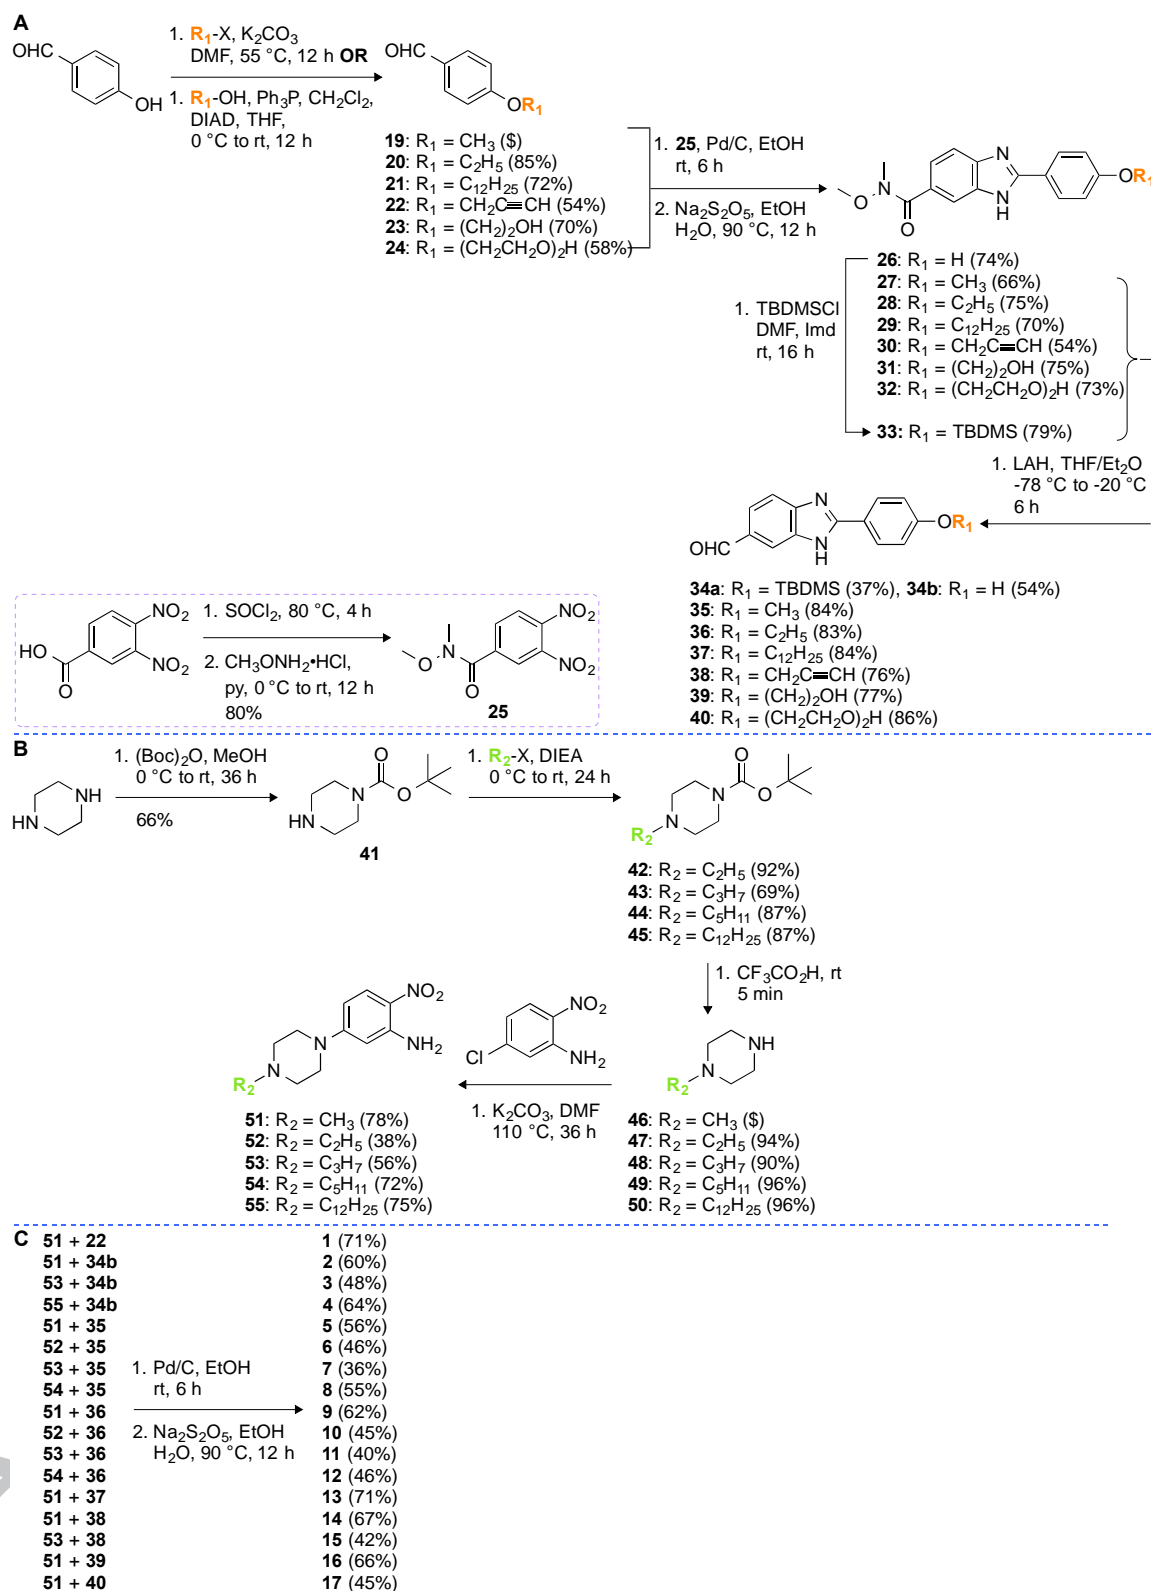 A
1. R1-X, K2CO3
DMF, 55 °C, 12 h OR
1. R1-OH, Ph3P, CH2Cl2,
DIAD, THF,
0 °C to rt, 12 h
OHC
OH
OHC
OR1
19: R1 = CH3 ($)
20: R1 = C2H5 (85%)
21: R1 = C12H25 (72%)
22: R1 = CH2C≡CH (54%)
23: R1 = (CH2)2OH (70%)
24: R1 = (CH2CH2O)2H (58%)
1. 25, Pd/C, EtOH
rt, 6 h
2. Na2S2O5, EtOH
H2O, 90 °C, 12 h
O
N
O
N
N
H
OR1
26: R1 = H (74%)
27: R1 = CH3 (66%)
28: R1 = C2H5 (75%)
29: R1 = C12H25 (70%)
30: R1 = CH2C≡CH (54%)
31: R1 = (CH2)2OH (75%)
32: R1 = (CH2CH2O)2H (73%)
33: R1 = TBDMS (79%)
1. TBDMSCl
DMF, Imd
rt, 16 h
1. LAH, THF/Et2O
-78 °C to -20 °C
6 h
OHC
N
N
H
OR1
34a: R1 = TBDMS (37%), 34b: R1 = H (54%)
35: R1 = CH3 (84%)
36: R1 = C2H5 (83%)
37: R1 = C12H25 (84%)
38: R1 = CH2C≡CH (76%)
39: R1 = (CH2)2OH (77%)
40: R1 = (CH2CH2O)2H (86%)
HO
O
NO2
NO2
1. SOCl2, 80 °C, 4 h
2. CH3ONH2•HCl,
py, 0 °C to rt, 12 h
80%
O
N
O
NO2
NO2
25
B
NH
HN
1. (Boc)2O, MeOH
0 °C to rt, 36 h
66%
O
N
O
HN
41
1. R2-X, DIEA
0 °C to rt, 24 h
O
N
O
N
R2
42: R2 = C2H5 (92%)
43: R2 = C3H7 (69%)
44: R2 = C5H11 (87%)
45: R2 = C12H25 (87%)
1. CF3CO2H, rt
5 min
NH
N
R2
46: R2 = CH3 ($)
47: R2 = C2H5 (94%)
48: R2 = C3H7 (90%)
49: R2 = C5H11 (96%)
50: R2 = C12H25 (96%)
NO2
NH2
Cl
1. K2CO3, DMF
110 °C, 36 h
NO2
NH2
N
N
R2
51: R2 = CH3 (78%)
52: R2 = C2H5 (38%)
53: R2 = C3H7 (56%)
54: R2 = C5H11 (72%)
55: R2 = C12H25 (75%)
C
51 + 22 1 (71%)
51 + 34b 2 (60%)
53 + 34b 3 (48%)
55 + 34b 4 (64%)
51 + 35 5 (56%)
52 + 35 6 (46%)
53 + 35 7 (36%)
54 + 35 8 (55%)
51 + 36 9 (62%)
52 + 36 10 (45%)
53 + 36 11 (40%)
54 + 36 12 (46%)
51 + 37 13 (71%)
51 + 38 14 (67%)
53 + 38 15 (42%)
51 + 39 16 (66%)
51 + 40 17 (45%)
1. Pd/C, EtOH
rt, 6 h
2. Na2S2O5, EtOH
H2O, 90 °C, 12 h